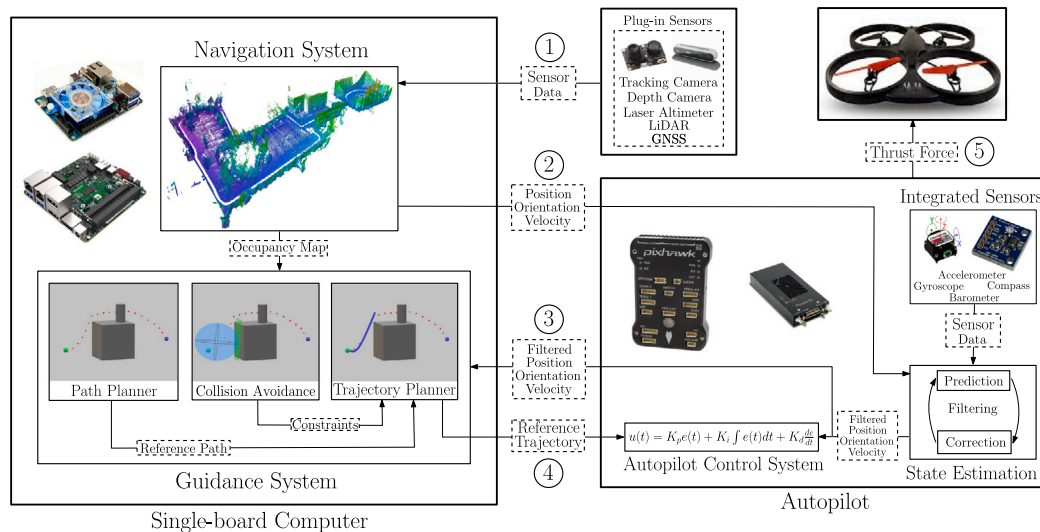 Navigation System
Occupancy Map
Path Planner
Collision Avoidance
Trajectory Planner
Constraints
Reference Path
Guidance System
Single-board Computer
1
Sensor
Data
2
Position
Orientation
Velocity
3
Filtered
Position
Orientation
Velocity
Reference
Trajectory
4
Plug-in Sensors
Tracking Camera
Depth Camera
Laser Altimeter
LiDAR
GNSS
Thrust Force
5
Integrated Sensors
Accelerometer
Gyroscope
Compass
Barometer
Sensor
Data
pixhawk
Prediction
Filtering
Correction
State Estimation
Filtered
Position
Orientation
Velocity
u(t) = K_p e(t) + K_i ∫ e(t)dt + K_d de/dt
Autopilot Control System
Autopilot